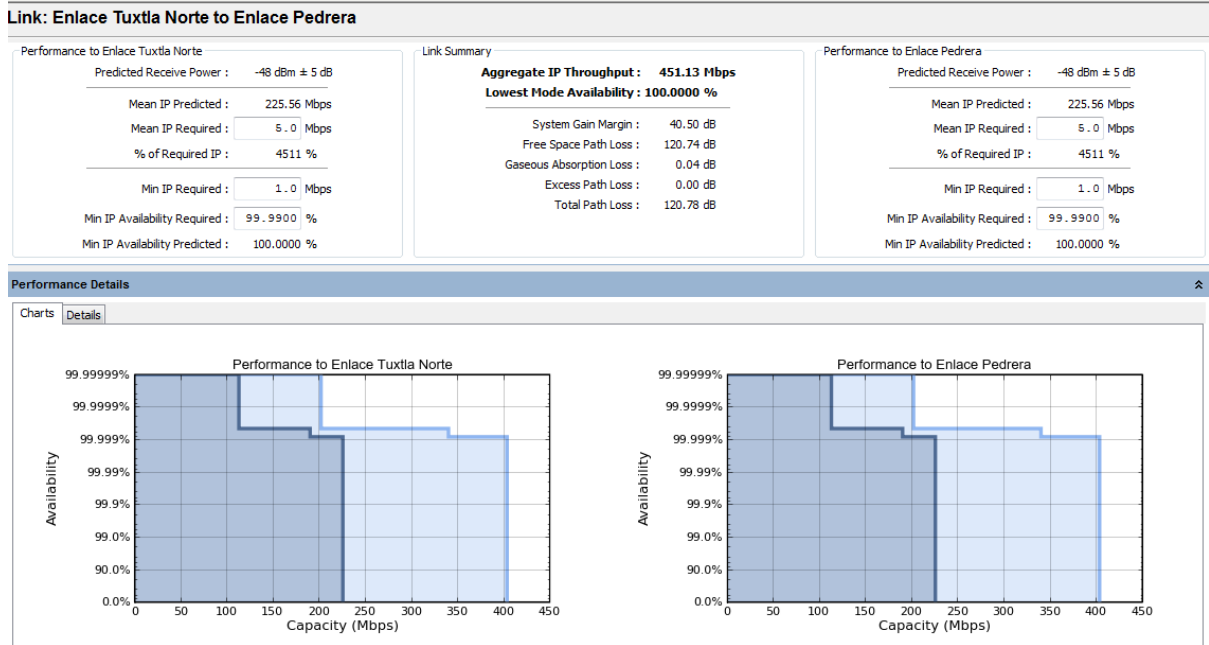 Link: Enlace Tuxtla Norte to Enlace Pedrera
Performance to Enlace Tuxtla Norte
Predicted Receive Power : -48 dBm ± 5 dB
Mean IP Predicted : 225.56 Mbps
Mean IP Required : 5.0 Mbps
% of Required IP : 4511 %
Min IP Required : 1.0 Mbps
Min IP Availability Required : 99.9900 %
Min IP Availability Predicted : 100.0000 %
Link Summary
Aggregate IP Throughput : 451.13 Mbps
Lowest Mode Availability : 100.0000 %
System Gain Margin : 40.50 dB
Free Space Path Loss : 120.74 dB
Gaseous Absorption Loss : 0.04 dB
Excess Path Loss : 0.00 dB
Total Path Loss : 120.78 dB
Performance to Enlace Pedrera
Predicted Receive Power : -48 dBm ± 5 dB
Mean IP Predicted : 225.56 Mbps
Mean IP Required : 5.0 Mbps
% of Required IP : 4511 %
Min IP Required : 1.0 Mbps
Min IP Availability Required : 99.9900 %
Min IP Availability Predicted : 100.0000 %
Performance Details
Charts Details
Performance to Enlace Tuxtla Norte
99.99999%
99.9999%
99.999%
99.99%
99.9%
99.0%
90.0%
0.0%
Availability
0 50 100 150 200 250 300 350 400 450
Capacity (Mbps)
Performance to Enlace Pedrera
99.99999%
99.9999%
99.999%
99.99%
99.9%
99.0%
90.0%
0.0%
Availability
0 50 100 150 200 250 300 350 400 450
Capacity (Mbps)